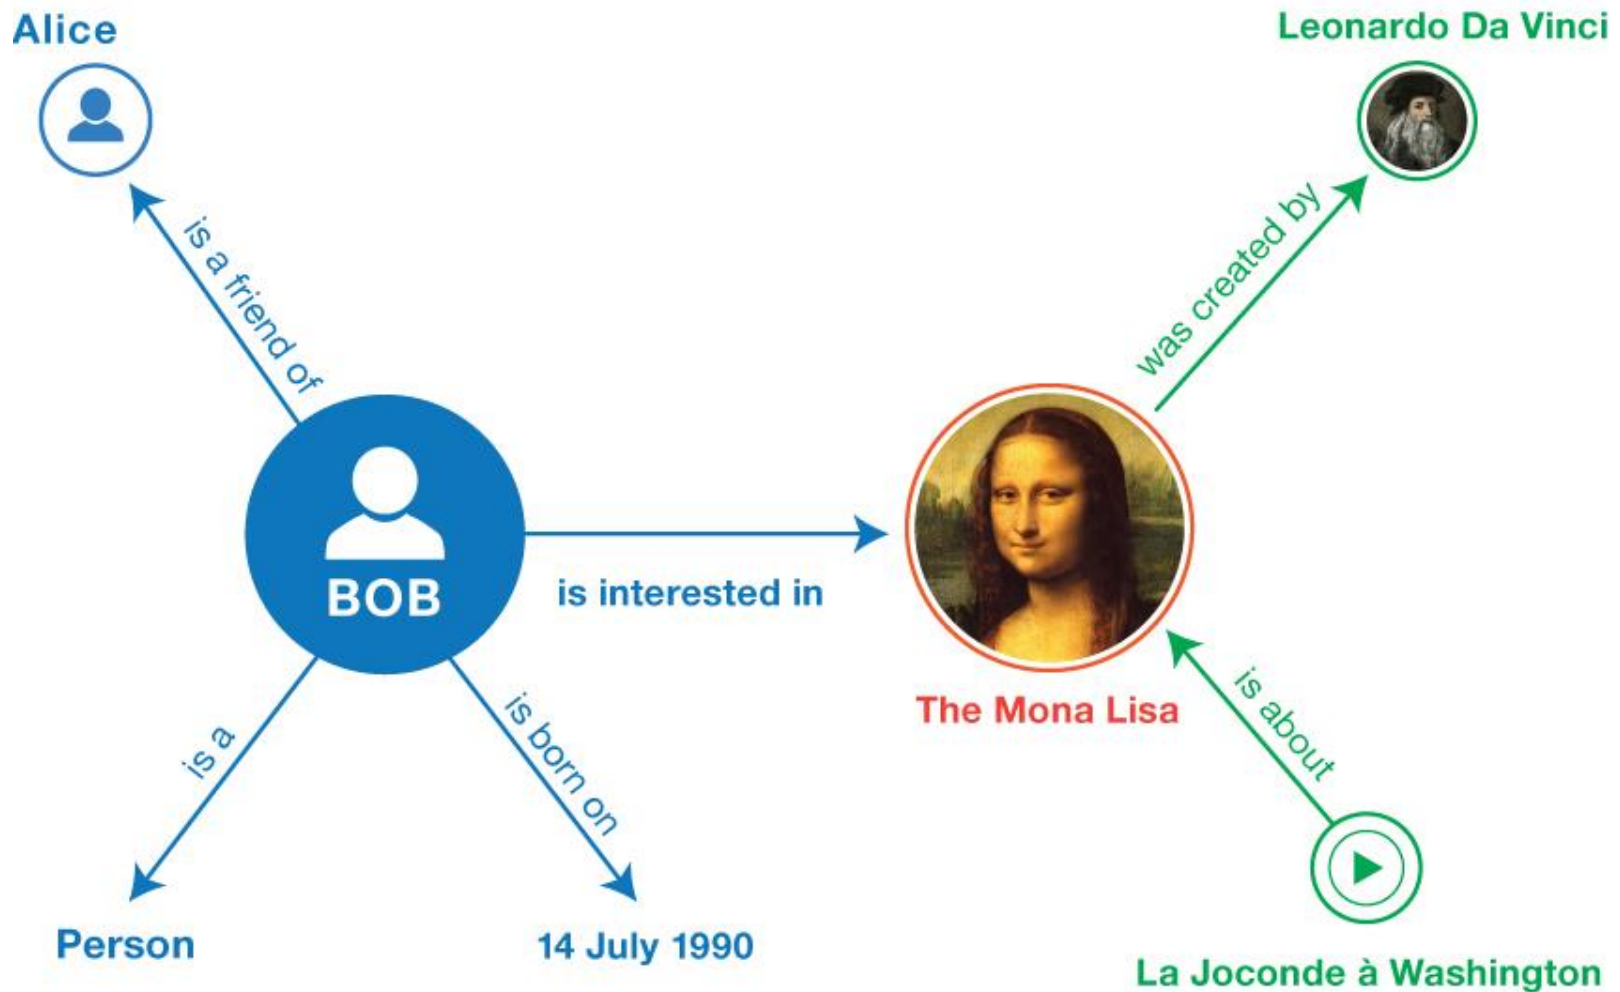 Alice
Leonardo Da Vinci
is a friend of
was created by
BOB
is interested in
The Mona Lisa
is a
is born on
is about
Person
14 July 1990
La Joconde à Washington